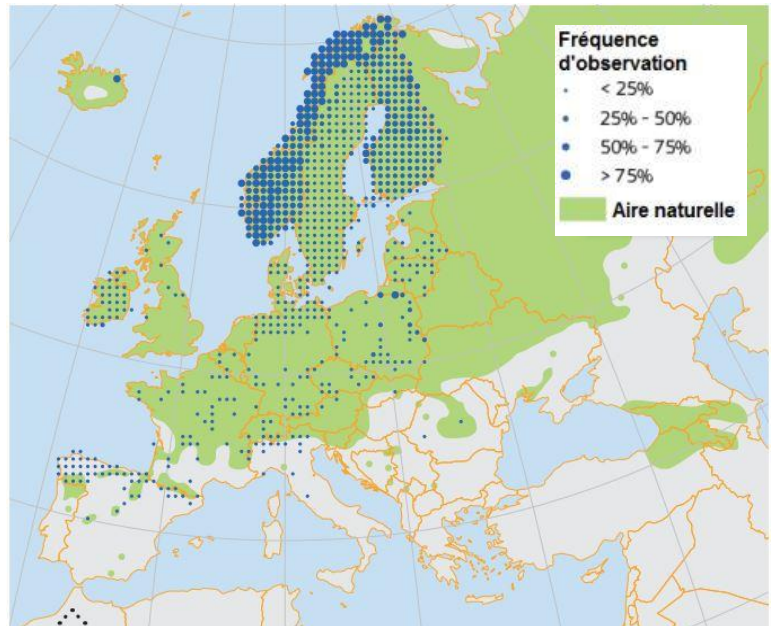 Fréquence
d'observation
< 25%
25% - 50%
50% - 75%
> 75%
Aire naturelle